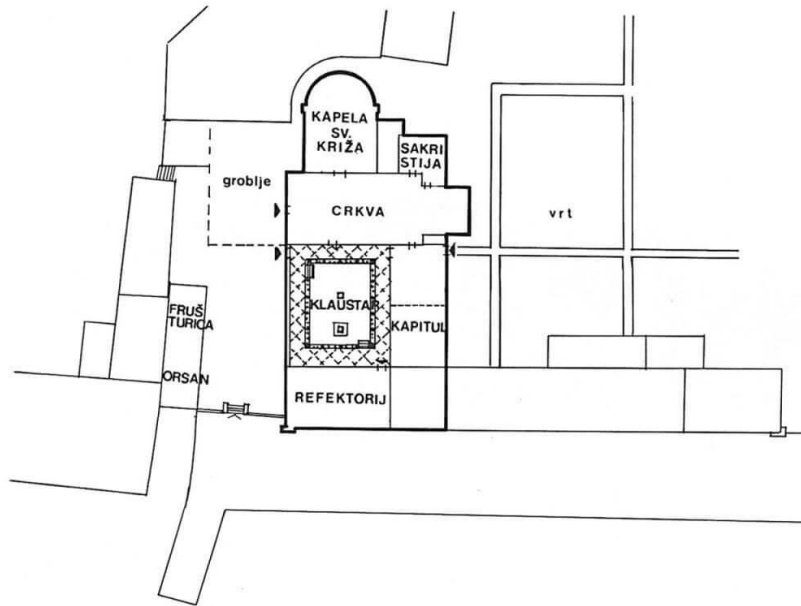 KAPELA
SV.
KRIŽA
SAKRI
STIJA
groblje
CRKVA
vrt
KLAUSTAR
FRUŠ
TURICA
KAPITUL
ORSAN
REFEKTORIJ